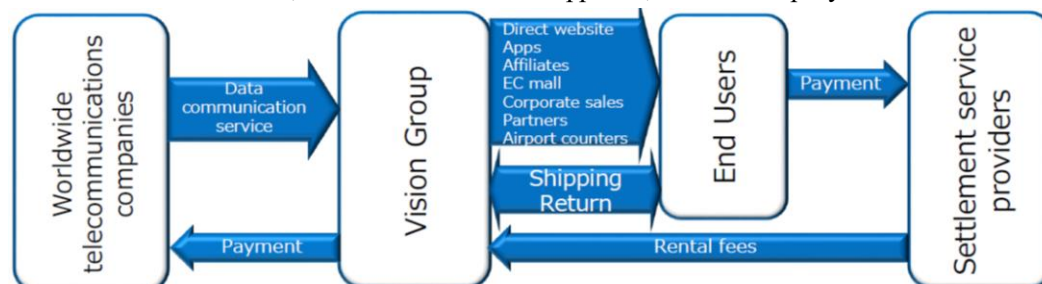 Worldwide
telecommunications
companies
Data
communication
service
Payment
Vision Group
Direct website
Apps
Affiliates
EC mall
Corporate sales
Partners
Airport counters
Shipping
Return
End Users
Payment
Rental fees
Settlement service
providers